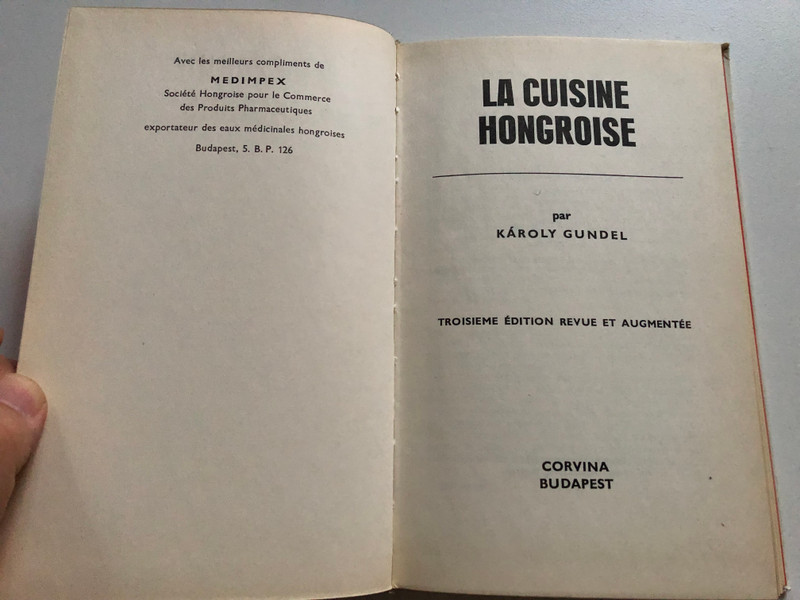 Avec les meilleurs compliments de
MEDIMPEX
Société Hongroise pour le Commerce
des Produits Pharmaceutiques
exportateur des eaux médicinales hongroises
Budapest, 5. B. P. 126
LA CUISINE
HONGROISE
par
KÁROLY GUNDEL
TROISIEME ÉDITION REVUE ET AUGMENTÉE
CORVINA
BUDAPEST